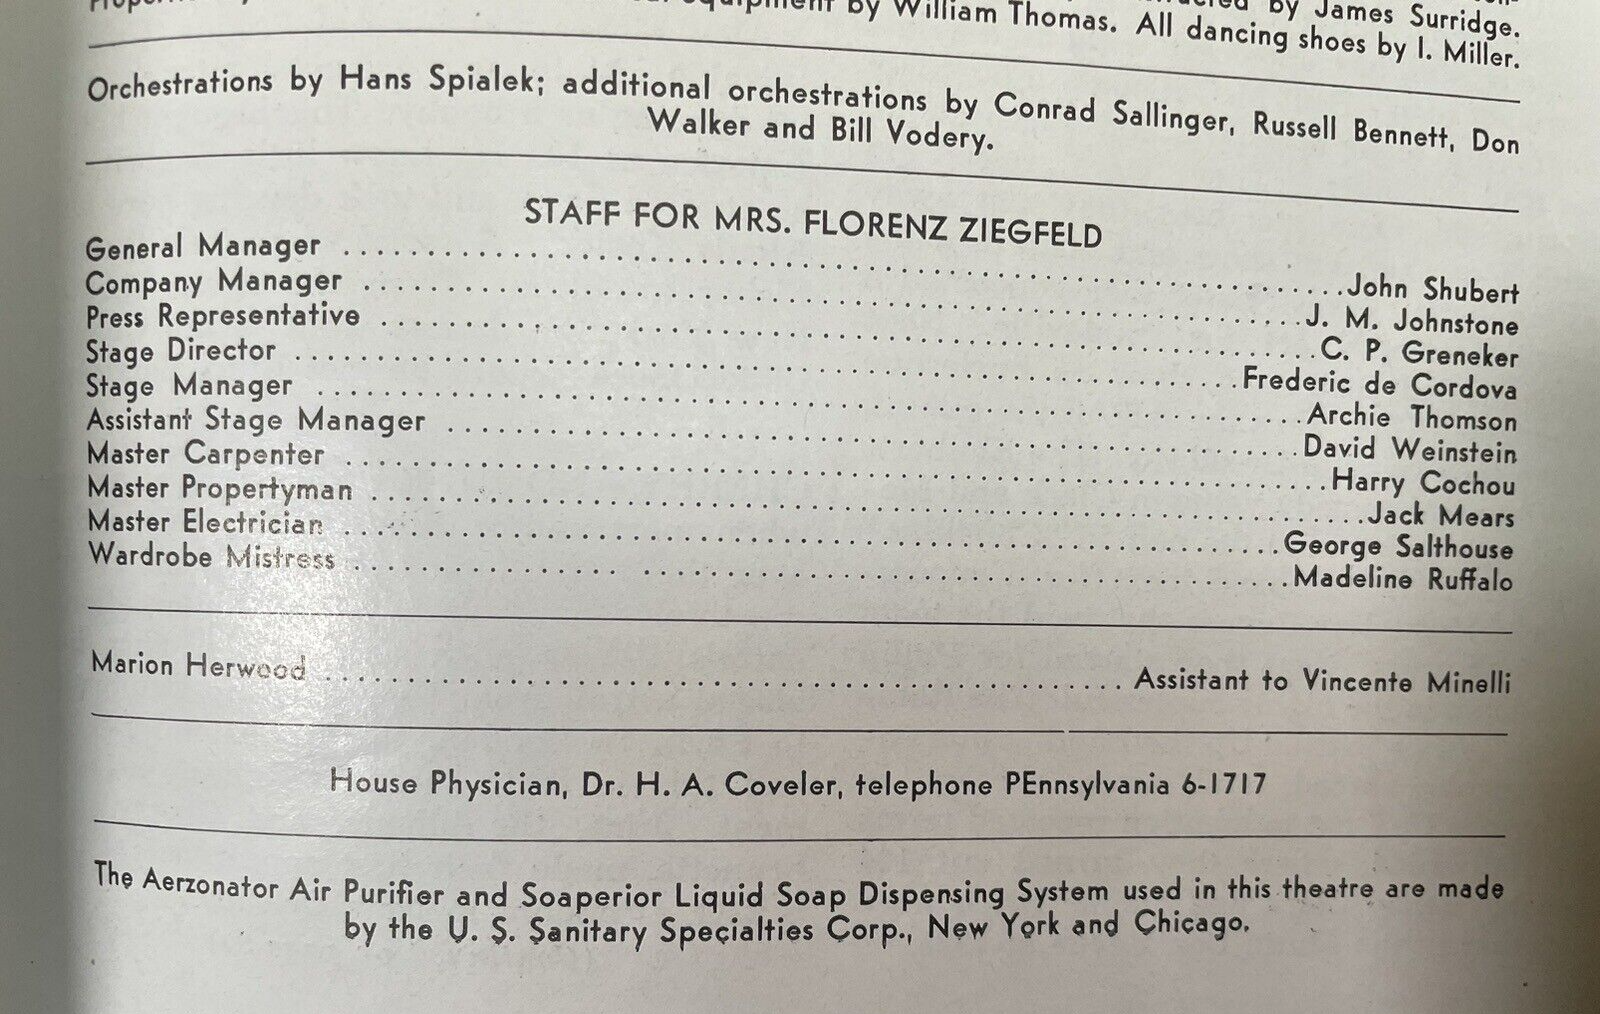 equipment by William Thomas. All dancing shoes by I. Miller.
by James Surridge.
Orchestrations by Hans Spialek; additional orchestrations by Conrad Sallinger, Russell Bennett, Don
Walker and Bill Vodery.
STAFF FOR MRS. FLORENZ ZIEGFELD
General Manager ..... John Shubert
Company Manager ..... J. M. Johnstone
Press Representative ..... C. P. Greneker
Stage Director ..... Frederic de Cordova
Stage Manager ..... Archie Thomson
Assistant Stage Manager ..... David Weinstein
Master Carpenter ..... Harry Cochou
Master Propertyman ..... Jack Mears
Master Electrician ..... George Salthouse
Wardrobe Mistress ..... Madeline Ruffalo
Marion Herwood ..... Assistant to Vincente Minelli
House Physician, Dr. H. A. Coveler, telephone PEnnsylvania 6-1717
The Aerzonator Air Purifier and Soaperior Liquid Soap Dispensing System used in this theatre are made
by the U. S. Sanitary Specialties Corp., New York and Chicago.